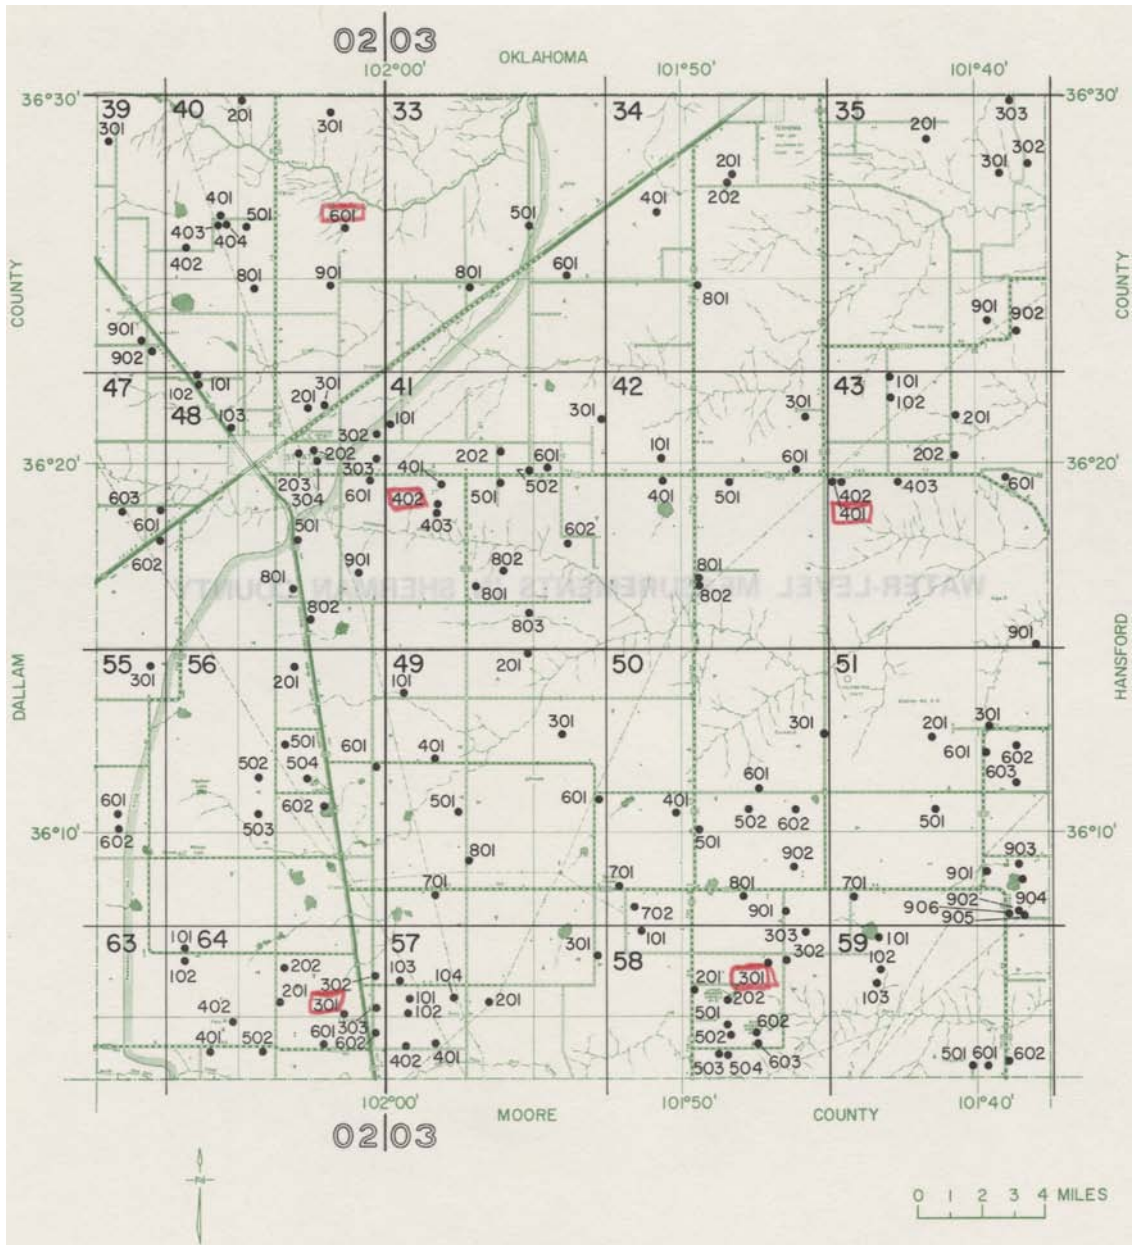 02 03
OKLAHOMA
102°00' 101°50' 101°40'
36°30' 36°30'
39 40 33 34 35
301 201 301 201 303
302
301
201
202
401 501 601 501 401
403 404
402
801 901 801 601 801
901 902
901
902
COUNTY COUNTY
47 48 41 42 43
101 102 103
201 301 101 301 301 101
102
201
302
202 202 101 601 202
36°20' 36°20'
203 304 303 401 502 601
603 601 601 402 501 401 501 402 403 601
403 401
602 501 602
901 802 801
801 801 802
802 803
WATER-LEVEL MEASUREMENTS IN SHERMAN COUNTY
901
DALLAM HANSFORD
55 56 49 50 51
301 201 101 201
301 301 201 301
501 601 401 601 602
502 504 601 603
601 602 501 601 401 502 602 501
602 503 501
36°10' 36°10'
801 902 903
901
701 701 801 701 902 904
702 901 906 905
63 64 57 58 59
101 301 101 303 302 101
102 202 302 103 104 201 301 102
201 301 101 201 202 103
402 303 102 501
401 502 601 602 402 401 502 602
503 504 603 501 601 602
102°00' 101°50' 101°40'
MOORE COUNTY
02 03
N
0 1 2 3 4 MILES